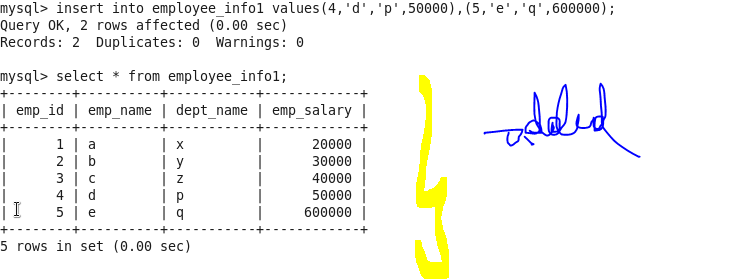 mysql> insert into employee_info1 values(4,'d','p',50000),(5,'e','q',600000);
Query OK, 2 rows affected (0.00 sec)
Records: 2  Duplicates: 0  Warnings: 0
mysql> select * from employee_info1;
+--------+----------+-----------+------------+
| emp_id | emp_name | dept_name | emp_salary |
+--------+----------+-----------+------------+
|      1 | a        | x         |      20000 |
|      2 | b        | y         |      30000 |
|      3 | c        | z         |      40000 |
|      4 | d        | p         |      50000 |
|      5 | e        | q         |     600000 |
+--------+----------+-----------+------------+
5 rows in set (0.00 sec)
added